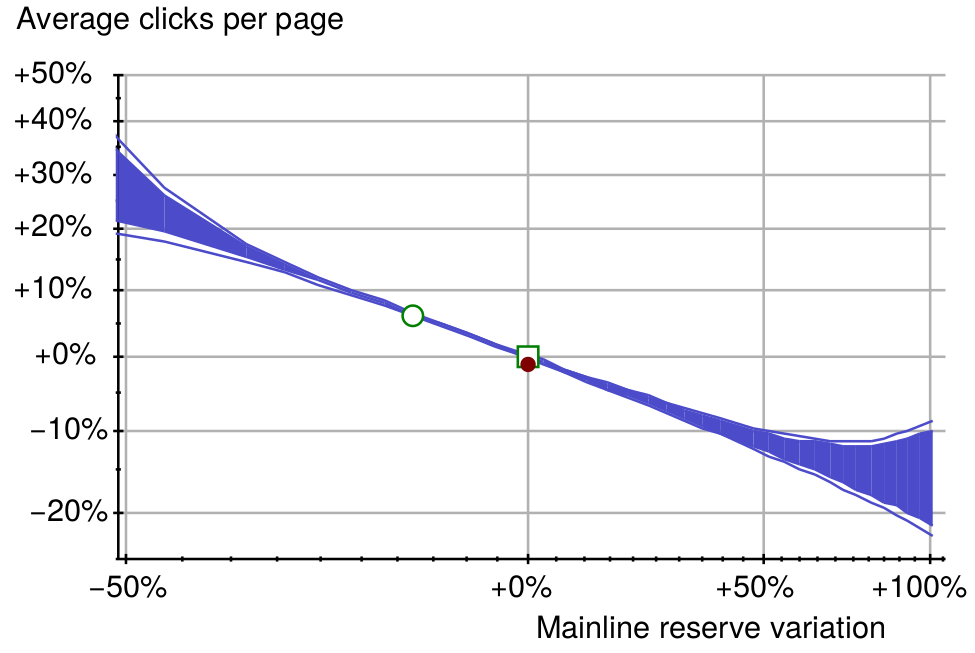 Average clicks per page
+50%
+40%
+30%
+20%
+10%
+0%
−10%
−20%
−50% +0% +50% +100%
Mainline reserve variation